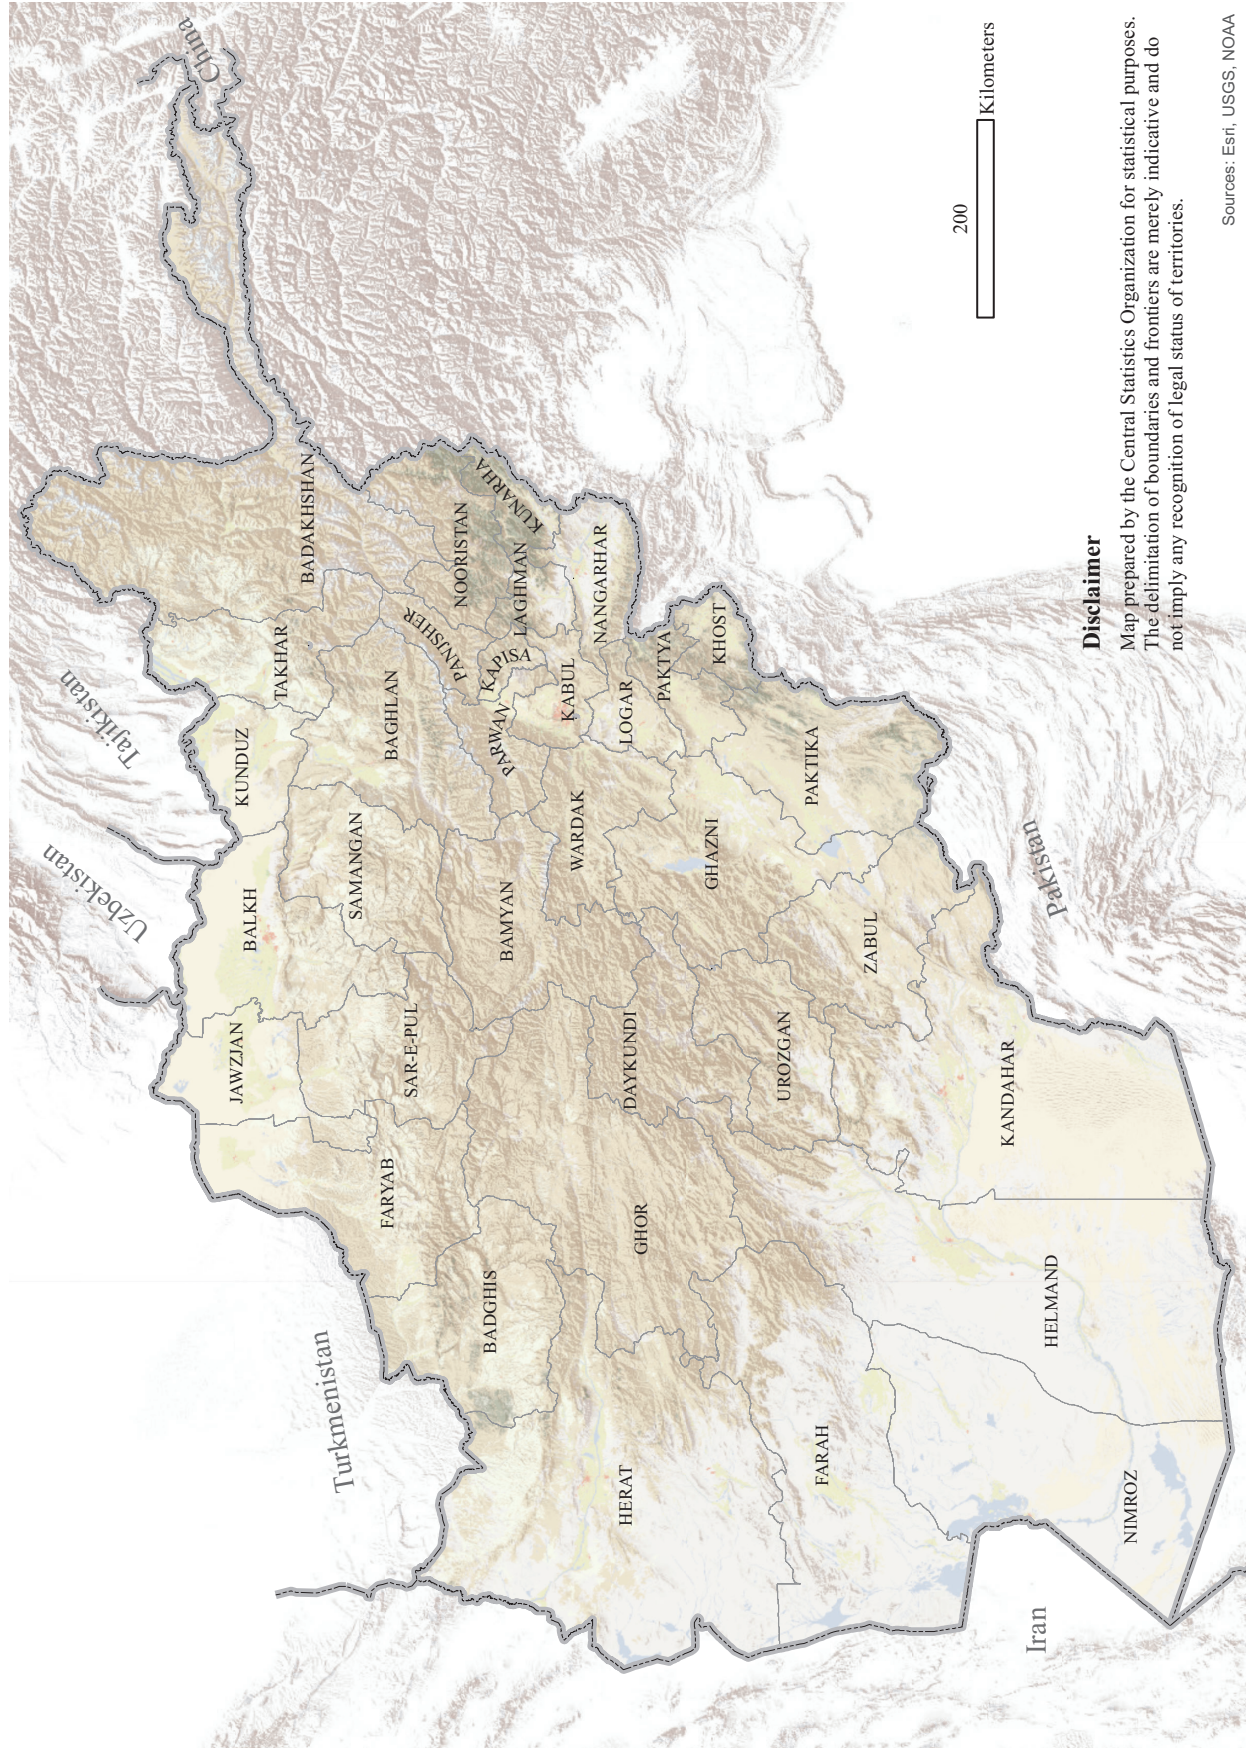 China
Tajikistan
Uzbekistan
Turkmenistan
Iran
Pakistan
BADAKHSHAN
TAKHAR
KUNDUZ
BALKH
JAWZJAN
BAGHLAN
SAMANGAN
SAR-E-PUL
FARYAB
BADGHIS
NOORISTAN
KUNARHA
LAGHMAN
PANJSHER
KAPISA
PARWAN
KABUL
NANGARHAR
LOGAR
PAKTYA
KHOST
BAMYAN
WARDAK
GHAZNI
PAKTIKA
DAYKUNDI
UROZGAN
ZABUL
GHOR
HERAT
FARAH
KANDAHAR
HELMAND
NIMROZ
200
Kilometers
Disclaimer
Map prepared by the Central Statistics Organization for statistical purposes.
The delimitation of boundaries and frontiers are merely indicative and do
not imply any recognition of legal status of territories.
Sources: Esri, USGS, NOAA